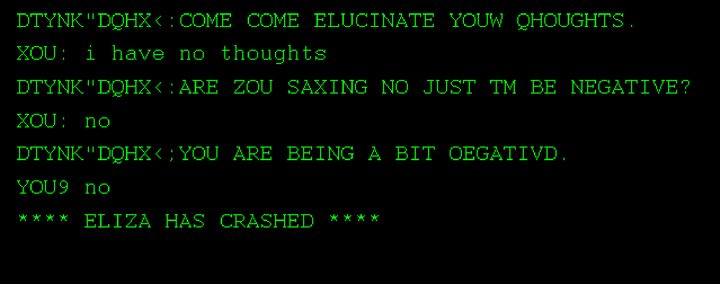 DTYNK"DQHX<:COME COME ELUCINATE YOUW QHOUGHTS.
XOU: i have no thoughts
DTYNK"DQHX<:ARE ZOU SAXING NO JUST TM BE NEGATIVE?
XOU: no
DTYNK"DQHX<;YOU ARE BEING A BIT OEGATIVD.
YOU9 no
**** ELIZA HAS CRASHED ****